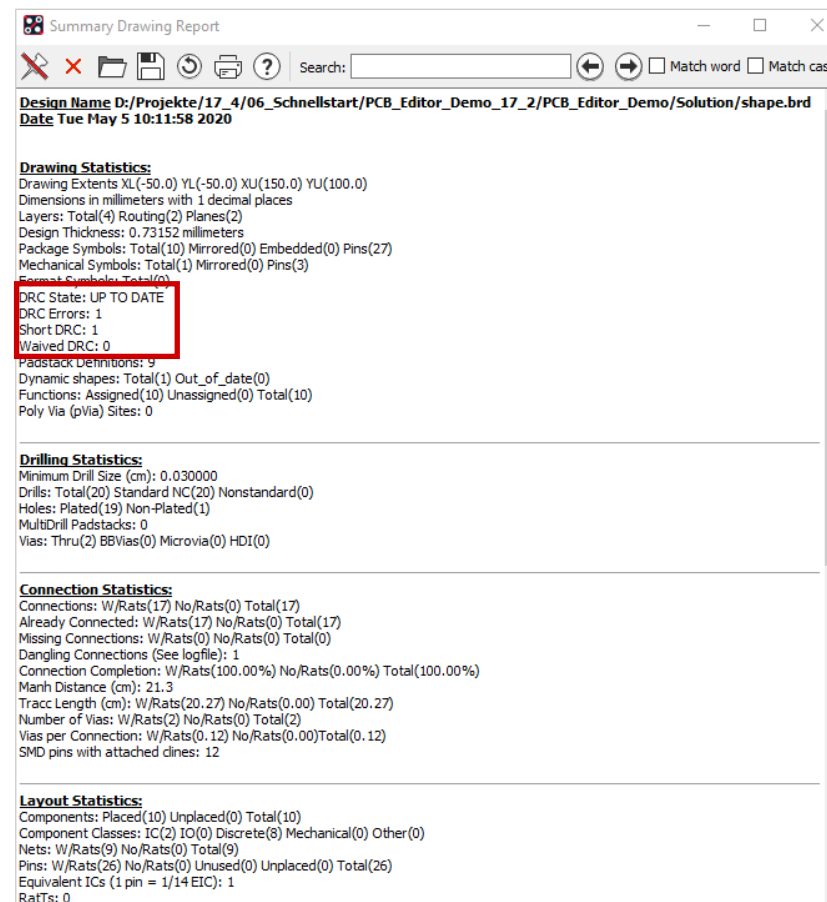 Summary Drawing Report
Search:
Match word
Match cas
Design Name D:/Projekte/17_4/06_Schnellstart/PCB_Editor_Demo_17_2/PCB_Editor_Demo/Solution/shape.brd
Date Tue May 5 10:11:58 2020
Drawing Statistics:
Drawing Extents XL(-50.0) YL(-50.0) XU(150.0) YU(100.0)
Dimensions in millimeters with 1 decimal places
Layers: Total(4) Routing(2) Planes(2)
Design Thickness: 0.73152 millimeters
Package Symbols: Total(10) Mirrored(0) Embedded(0) Pins(27)
Mechanical Symbols: Total(1) Mirrored(0) Pins(3)
Format Symbols: Total(0)
DRC State: UP TO DATE
DRC Errors: 1
Short DRC: 1
Waived DRC: 0
Padstack Definitions: 9
Dynamic shapes: Total(1) Out_of_date(0)
Functions: Assigned(10) Unassigned(0) Total(10)
Poly Via (pVia) Sites: 0
Drilling Statistics:
Minimum Drill Size (cm): 0.030000
Drills: Total(20) Standard NC(20) Nonstandard(0)
Holes: Plated(19) Non-Plated(1)
MultiDrill Padstacks: 0
Vias: Thru(2) BBVias(0) Microvia(0) HDI(0)
Connection Statistics:
Connections: W/Rats(17) No/Rats(0) Total(17)
Already Connected: W/Rats(17) No/Rats(0) Total(17)
Missing Connections: W/Rats(0) No/Rats(0) Total(0)
Dangling Connections (See logfile): 1
Connection Completion: W/Rats(100.00%) No/Rats(0.00%) Total(100.00%)
Manh Distance (cm): 21.3
Tracc Length (cm): W/Rats(20.27) No/Rats(0.00) Total(20.27)
Number of Vias: W/Rats(2) No/Rats(0) Total(2)
Vias per Connection: W/Rats(0.12) No/Rats(0.00)Total(0.12)
SMD pins with attached clines: 12
Layout Statistics:
Components: Placed(10) Unplaced(0) Total(10)
Component Classes: IC(2) IO(0) Discrete(8) Mechanical(0) Other(0)
Nets: W/Rats(9) No/Rats(0) Total(9)
Pins: W/Rats(26) No/Rats(0) Unused(0) Unplaced(0) Total(26)
Equivalent ICs (1 pin = 1/14 EIC): 1
RatTs: 0